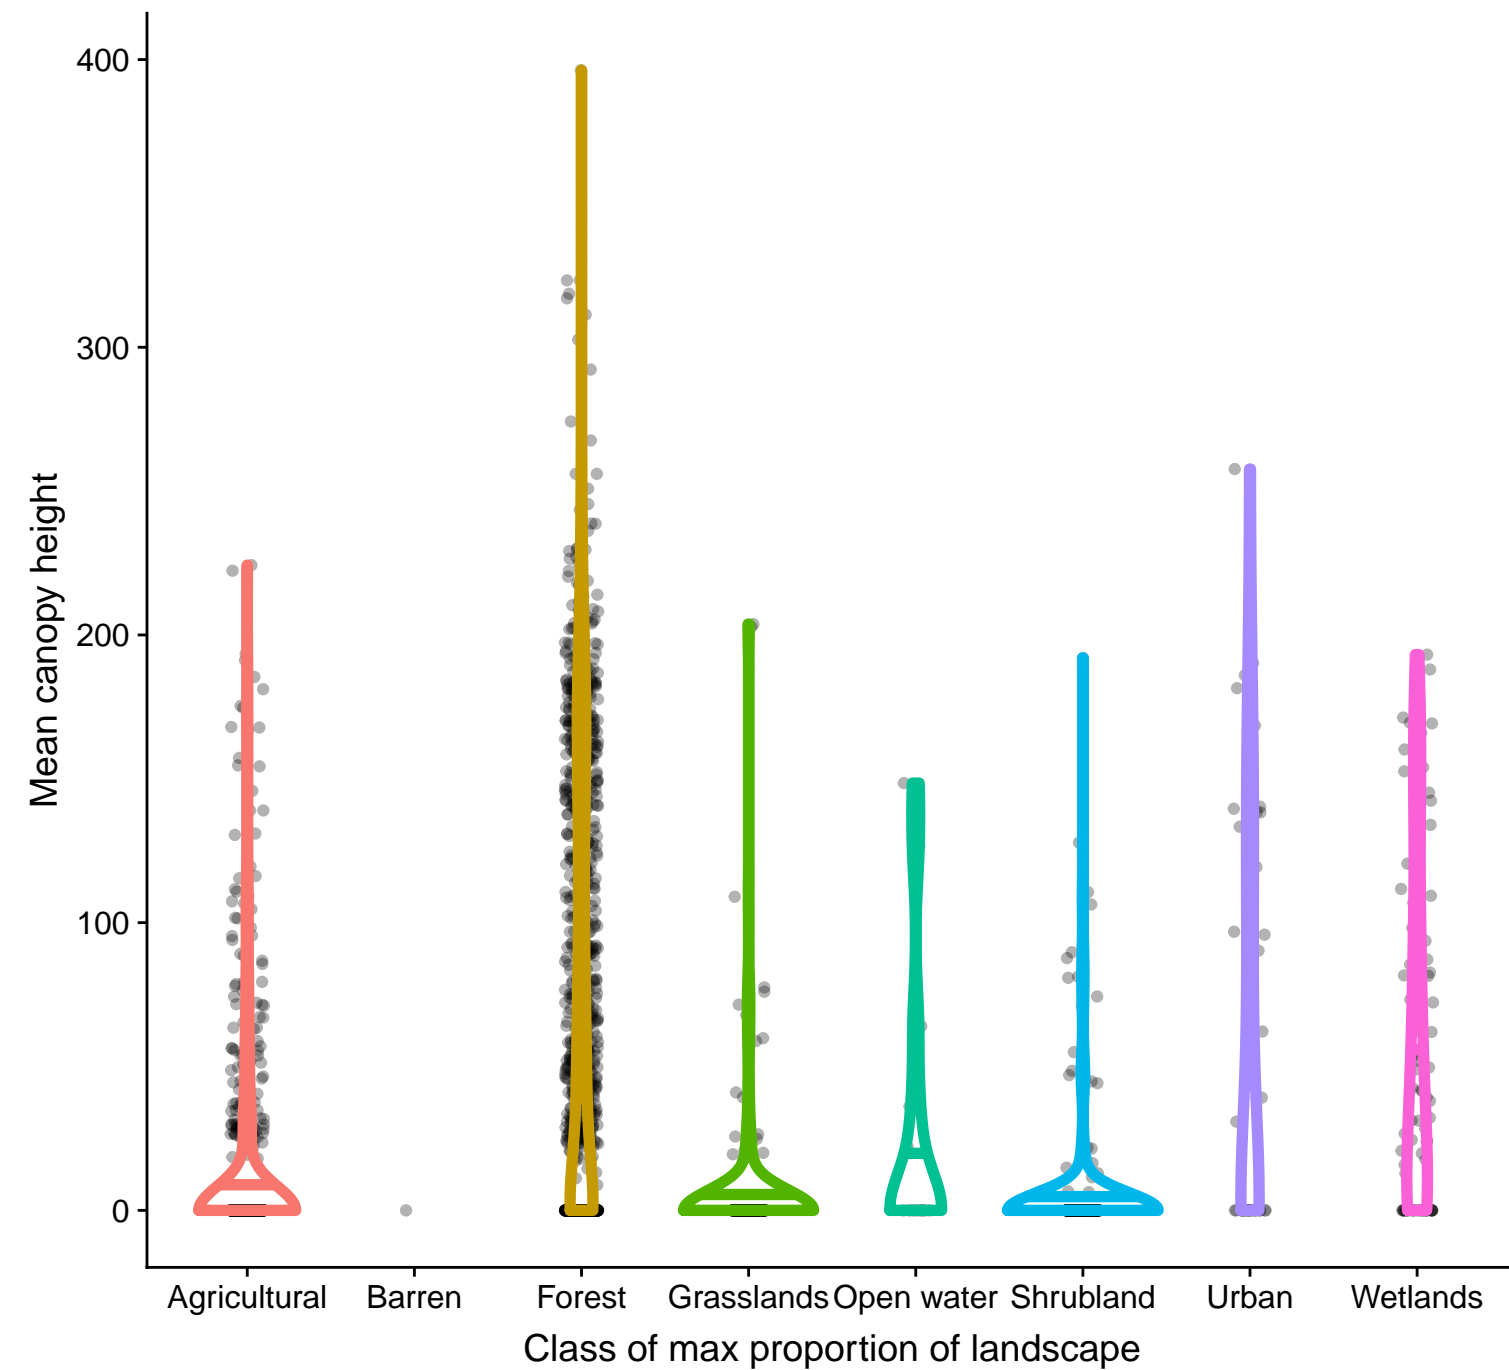 400
300
200
100
0
Mean canopy height
Agricultural Barren Forest Grasslands Open water Shrubland Urban Wetlands
Class of max proportion of landscape